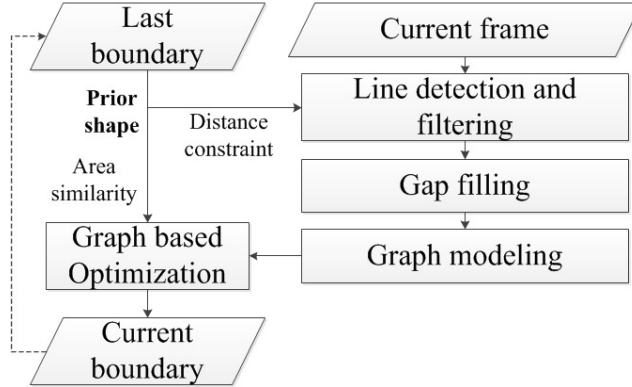 Last
boundary
Current frame
Prior
shape
Distance
constraint
Line detection and
filtering
Area
similarity
Gap filling
Graph based
Optimization
Graph modeling
Current
boundary